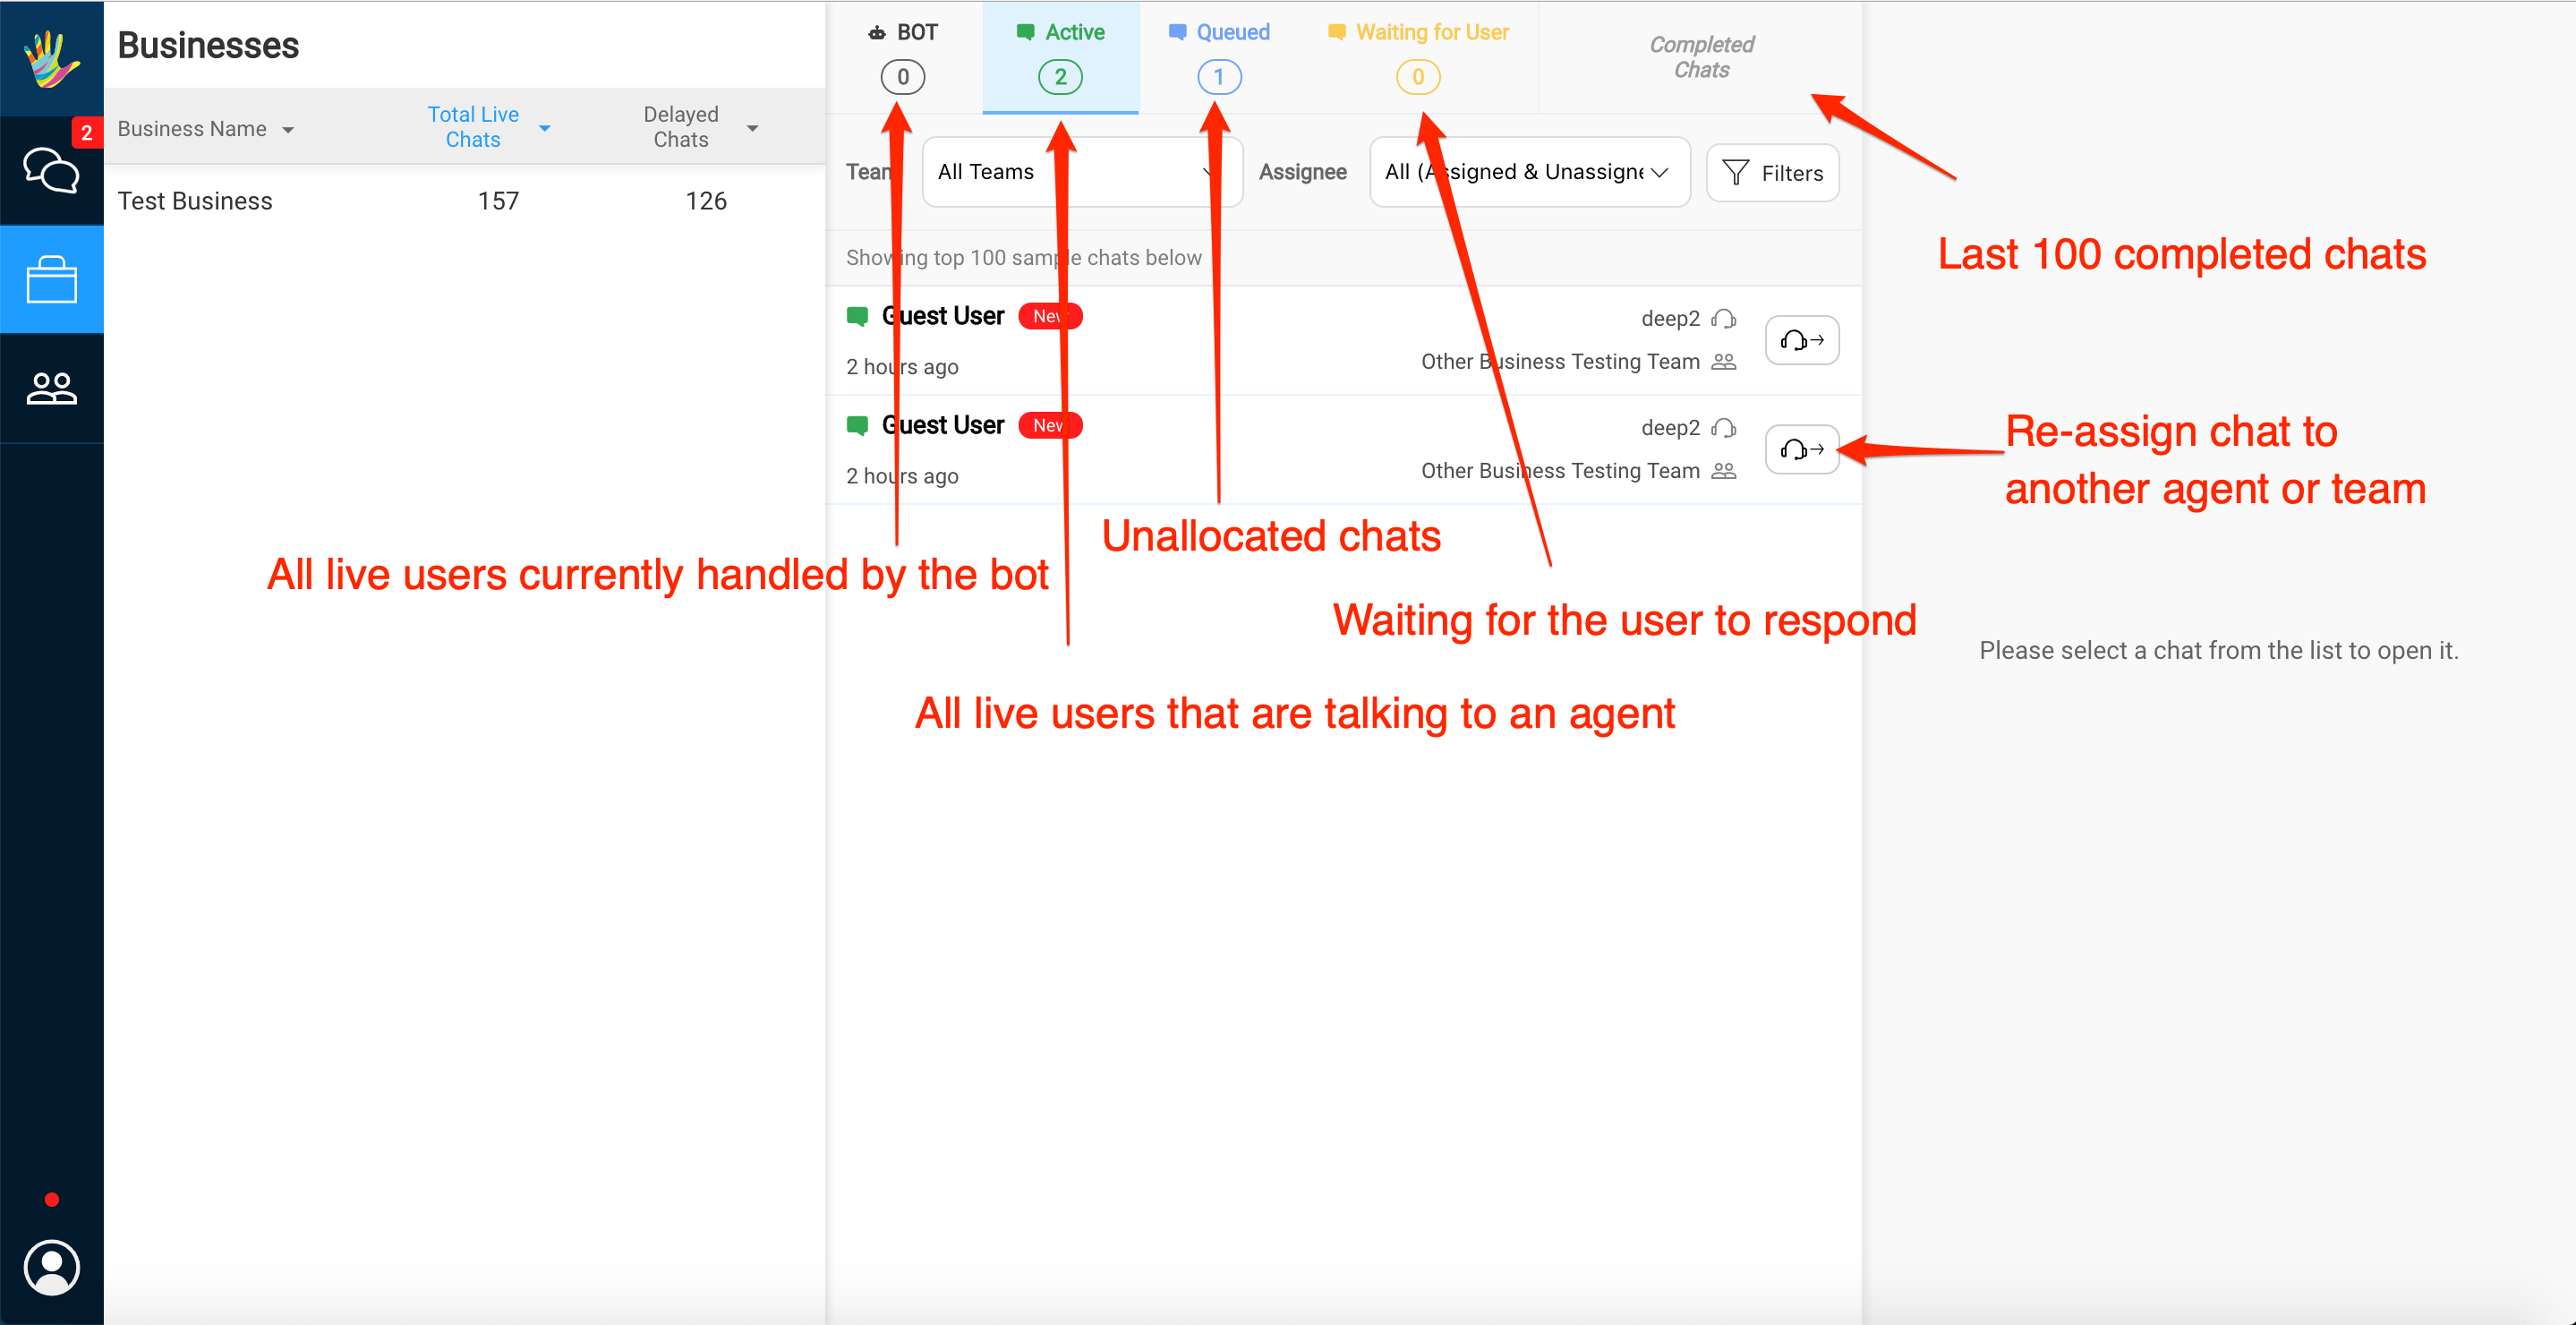 Businesses
2
Business Name
Total Live
Chats
Delayed
Chats
Test Business 157 126
BOT
0
Active
2
Queued
1
Waiting for User
0
Completed
Chats
Team
All Teams
Assignee
All (Assigned & Unassigne
Filters
Showing top 100 sample chats below
Guest User New
deep2
2 hours ago
Other Business Testing Team
Guest User New
deep2
2 hours ago
Other Business Testing Team
Last 100 completed chats
Re-assign chat to
another agent or team
Unallocated chats
All live users currently handled by the bot
Waiting for the user to respond
Please select a chat from the list to open it.
All live users that are talking to an agent